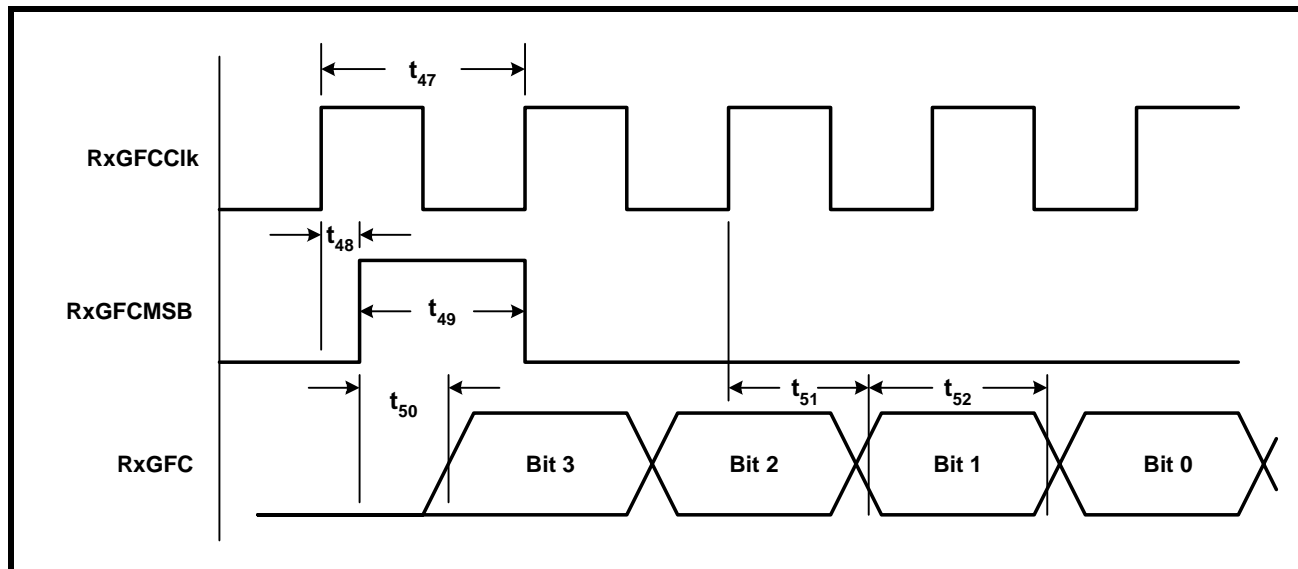 t47
RxGFCClk
t48
RxGFCMSB
t49
t50
t51
t52
RxGFC
Bit 3
Bit 2
Bit 1
Bit 0